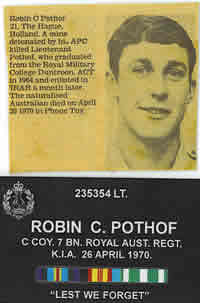 Robin C Pothof
21, The Hague,
Holland. A mine
detonated by his APC
killed Lieutenant
Pothof, who graduated
from the Royal Military
College Duntroon, ACT
in 1964 and enlisted in
7RAR a month later.
The naturalised
Australian died on April
26 1970 in Phuoc Tuy.
235354 LT.
ROBIN C. POTHOF
C COY. 7 BN. ROYAL AUST. REGT.
K.I.A. 26 APRIL 1970.
"LEST WE FORGET"